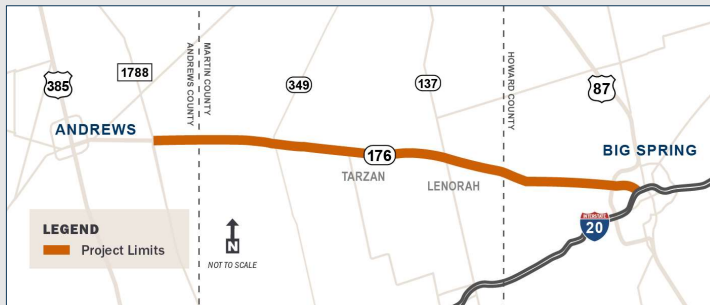 385
1788
MARTIN COUNTY
ANDREWS COUNTY
349
137
HOWARD COUNTY
87
ANDREWS
176
BIG SPRING
TARZAN
LENORAH
INTERSTATE
20
LEGEND
Project Limits
N
NOT TO SCALE